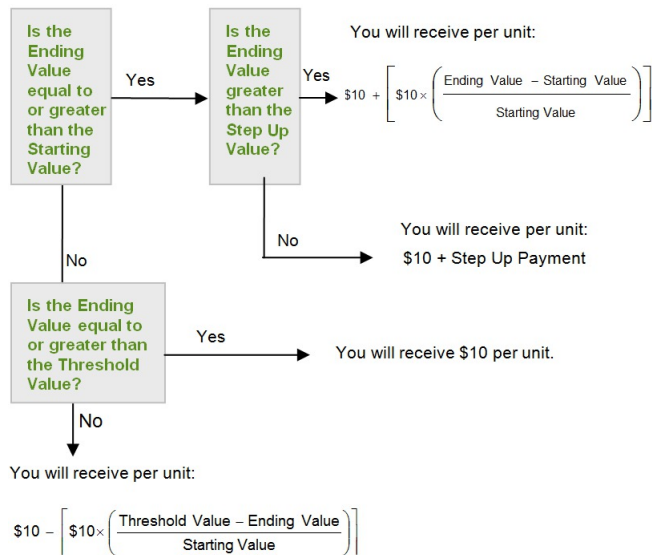 Is the
Ending
Value
equal to
or greater
than the
Starting
Value?
Yes
Is the
Ending
Value
greater
than the
Step Up
Value?
Yes
You will receive per unit:
$10 + [$10× (Ending Value – Starting Value
Starting Value)]
No
You will receive per unit:
$10 + Step Up Payment
No
Is the Ending
Value equal to
or greater than
the Threshold
Value?
Yes
You will receive $10 per unit.
No
You will receive per unit:
$10 – [$10× (Threshold Value – Ending Value
Starting Value)]